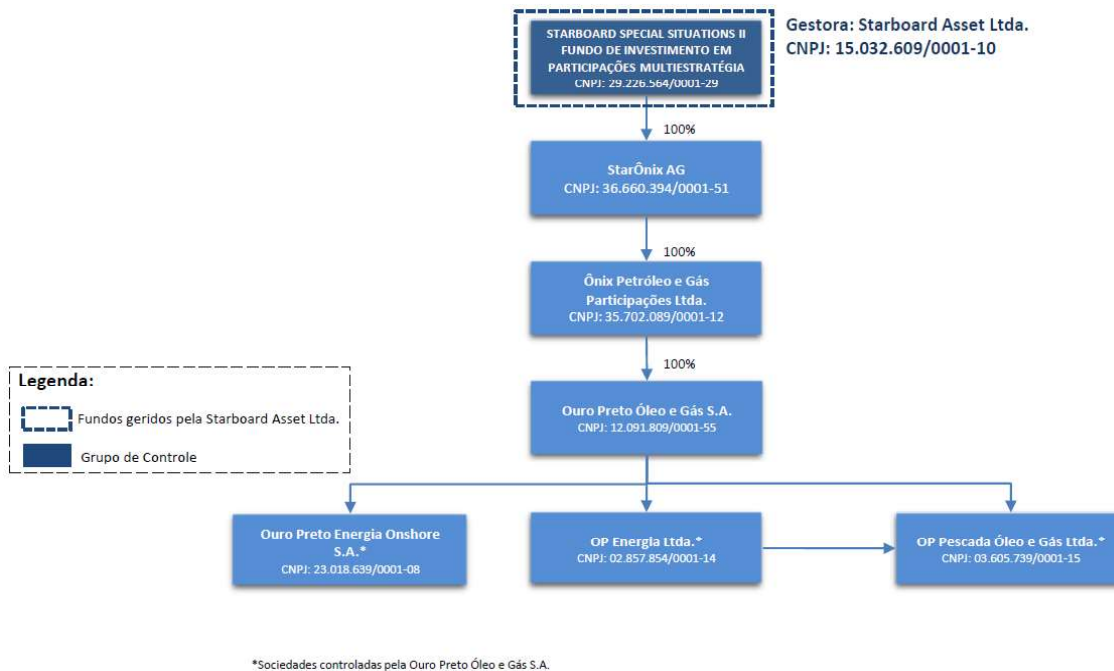 STARBOARD SPECIAL SITUATIONS II
FUNDO DE INVESTIMENTO EM
PARTICIPAÇÕES MULTIESTRATÉGIA
CNPJ: 29.226.564/0001-29
Gestora: Starboard Asset Ltda.
CNPJ: 15.032.609/0001-10
100%
StarÔnix AG
CNPJ: 36.660.394/0001-51
100%
Ônix Petróleo e Gás
Participações Ltda.
CNPJ: 35.702.089/0001-12
100%
Legenda:
Fundos geridos pela Starboard Asset Ltda.
Grupo de Controle
Ouro Preto Óleo e Gás S.A.
CNPJ: 12.091.809/0001-55
Ouro Preto Energia Onshore
S.A.*
CNPJ: 23.018.639/0001-08
OP Energia Ltda.*
CNPJ: 02.857.854/0001-14
OP Pescada Óleo e Gás Ltda.*
CNPJ: 03.605.739/0001-15
*Sociedades controladas pela Ouro Preto Óleo e Gás S.A.